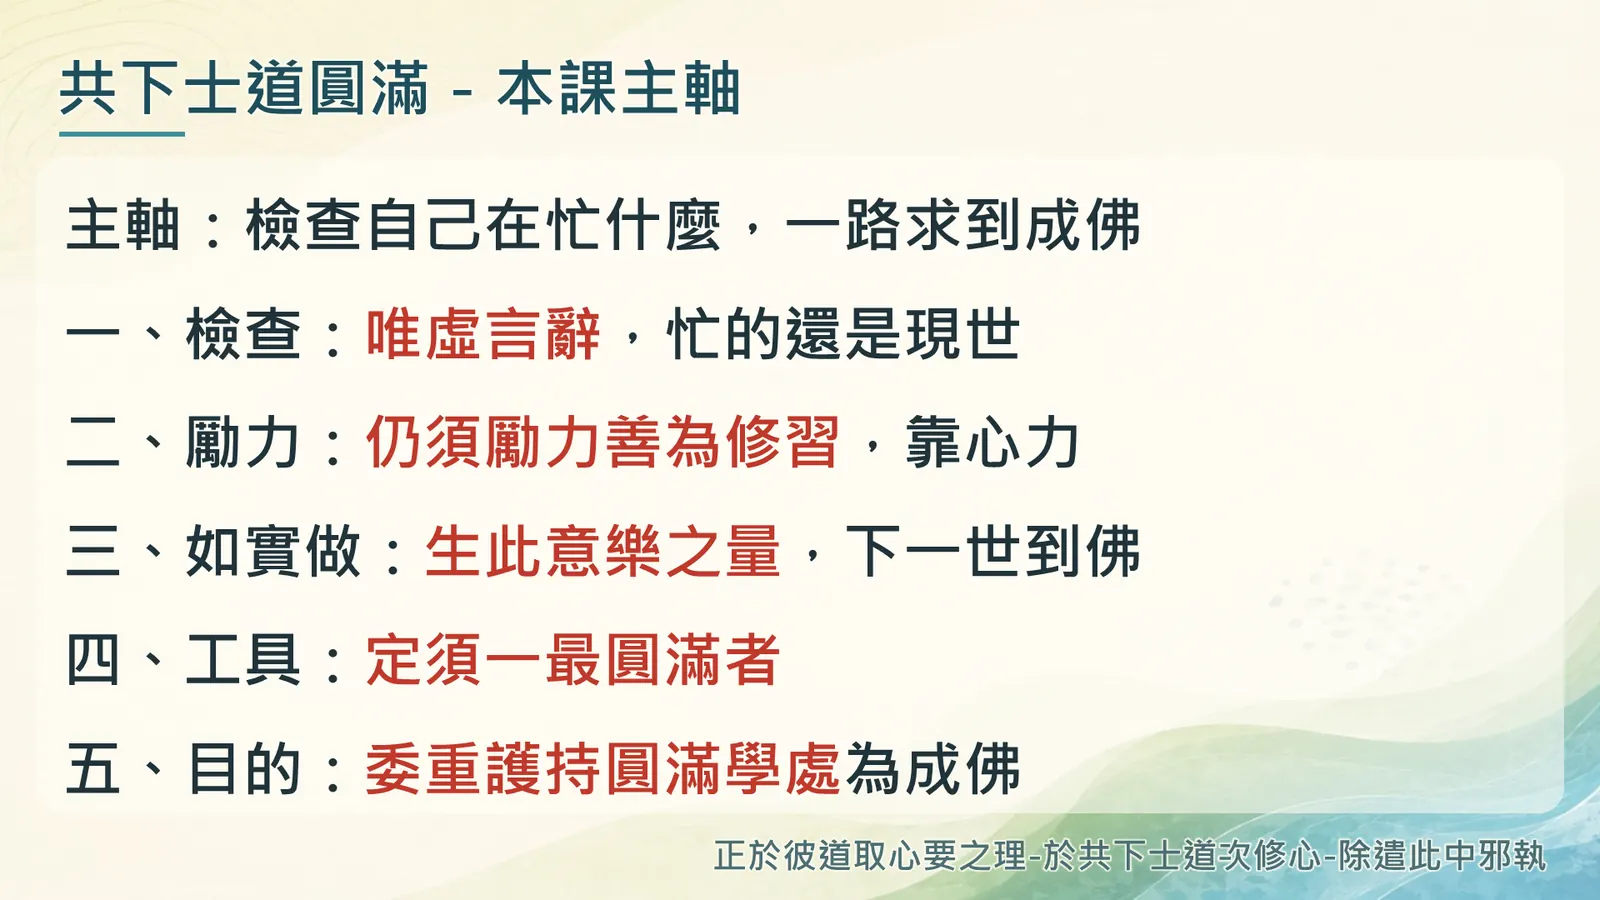 共下士道圓滿 - 本課主軸
主軸：檢查自己在忙什麼，一路求到成佛
一、檢查：唯虛言辭，忙的還是現世
二、勵力：仍須勵力善為修習，靠心力
三、如實做：生此意樂之量，下一世到佛
四、工具：定須一最圓滿者
五、目的：委重護持圓滿學處為成佛
正於彼道取心要之理-於共下士道次修心-除遣此中邪執